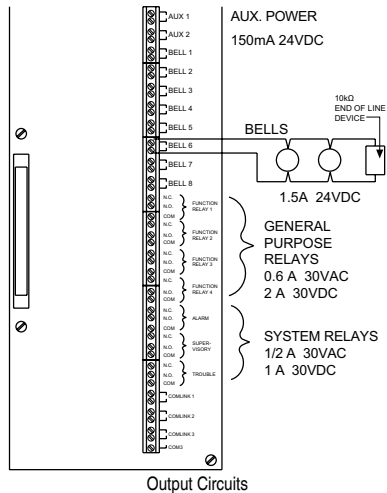 AUX 1
AUX 2
BELL 1
BELL 2
BELL 3
BELL 4
BELL 5
BELL 6
BELL 7
BELL 8
N.C.
N.O.
COM
FUNCTION
RELAY 1
N.C.
N.O.
COM
FUNCTION
RELAY 2
N.C.
N.O.
COM
FUNCTION
RELAY 3
N.C.
N.O.
COM
FUNCTION
RELAY 4
N.C.
N.O.
COM
ALARM
N.C.
N.O.
COM
SUPER-
VISORY
N.C.
N.O.
COM
TROUBLE
COMLINK 1
COMLINK 2
COMLINK 3
COM3
AUX. POWER
150mA 24VDC
BELLS
10kΩ
END OF LINE
DEVICE
1.5A 24VDC
GENERAL
PURPOSE
RELAYS
0.6 A 30VAC
2 A 30VDC
SYSTEM RELAYS
1/2 A 30VAC
1 A 30VDC
Output Circuits